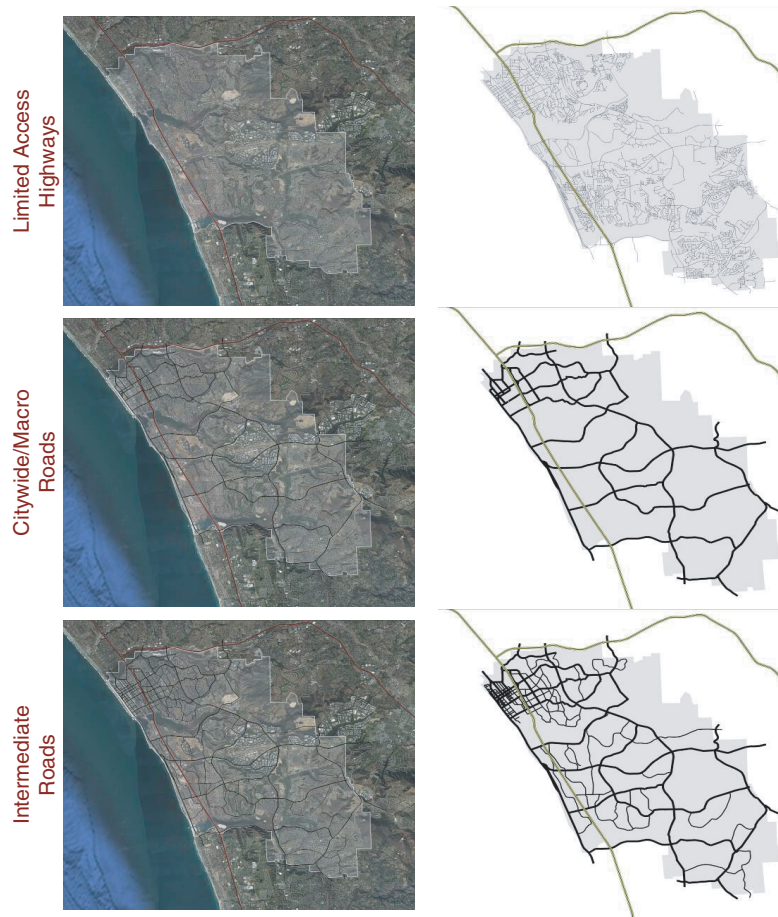 Limited Access
Highways
Citywide/Macro
Roads
Intermediate
Roads